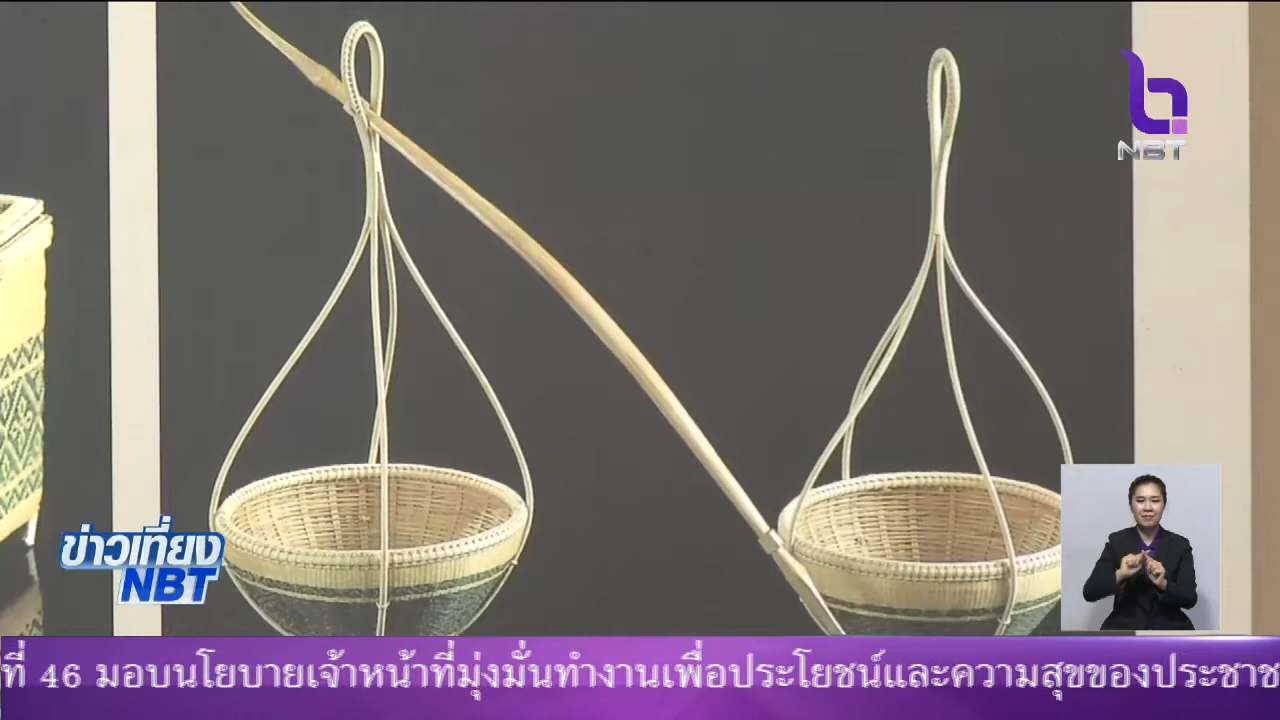 NBT
ข่าวเที่ยง
NBT
ที่ 46 มอบนโยบายเจ้าหน้าที่มุ่งมั่นทำงานเพื่อประโยชน์และความสุขของประชาช